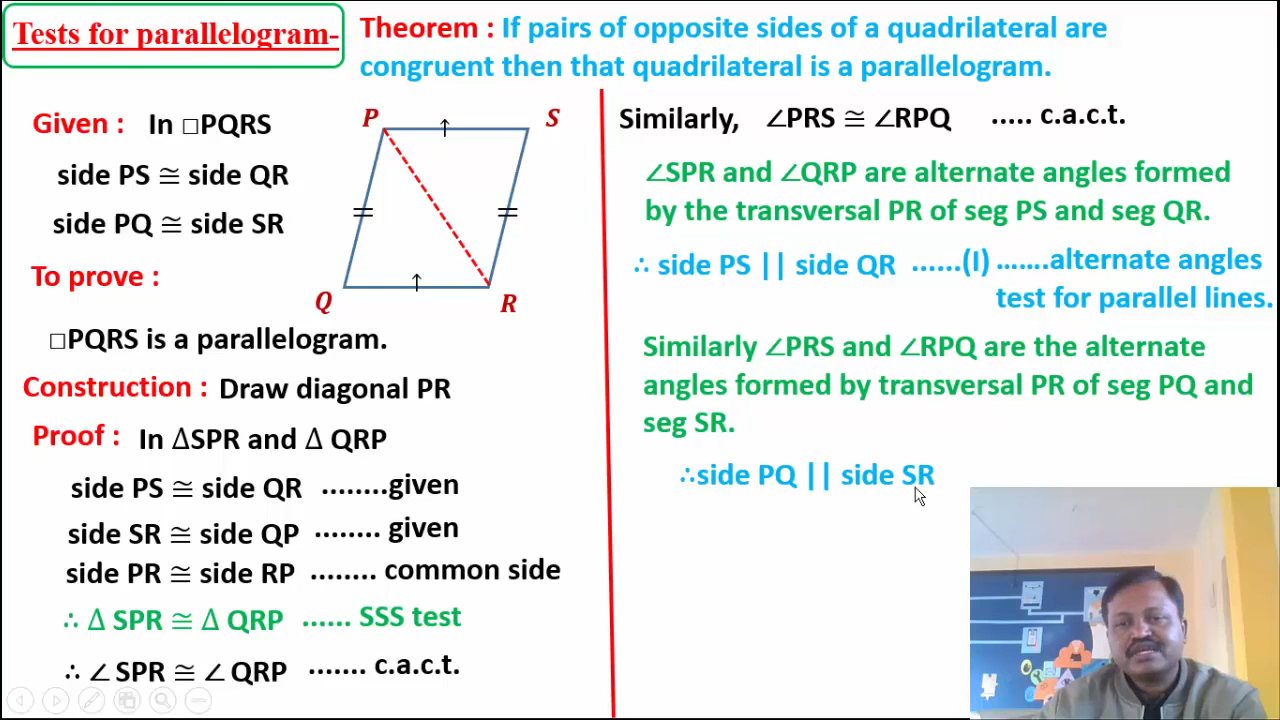 Tests for parallelogram-
Theorem : If pairs of opposite sides of a quadrilateral are
congruent then that quadrilateral is a parallelogram.
Given : In □PQRS
side PS ≅ side QR
side PQ ≅ side SR
To prove :
□PQRS is a parallelogram.
Construction : Draw diagonal PR
Proof : In ΔSPR and Δ QRP
side PS ≅ side QR ........given
side SR ≅ side QP ........ given
side PR ≅ side RP ........ common side
∴ Δ SPR ≅ Δ QRP ...... SSS test
∴ ∠ SPR ≅ ∠ QRP ....... c.a.c.t.
P
S
Q
R
Similarly, ∠PRS ≅ ∠RPQ ..... c.a.c.t.
∠SPR and ∠QRP are alternate angles formed
by the transversal PR of seg PS and seg QR.
∴ side PS || side QR ......(I) .......alternate angles
test for parallel lines.
Similarly ∠PRS and ∠RPQ are the alternate
angles formed by transversal PR of seg PQ and
seg SR.
∴side PQ || side SR